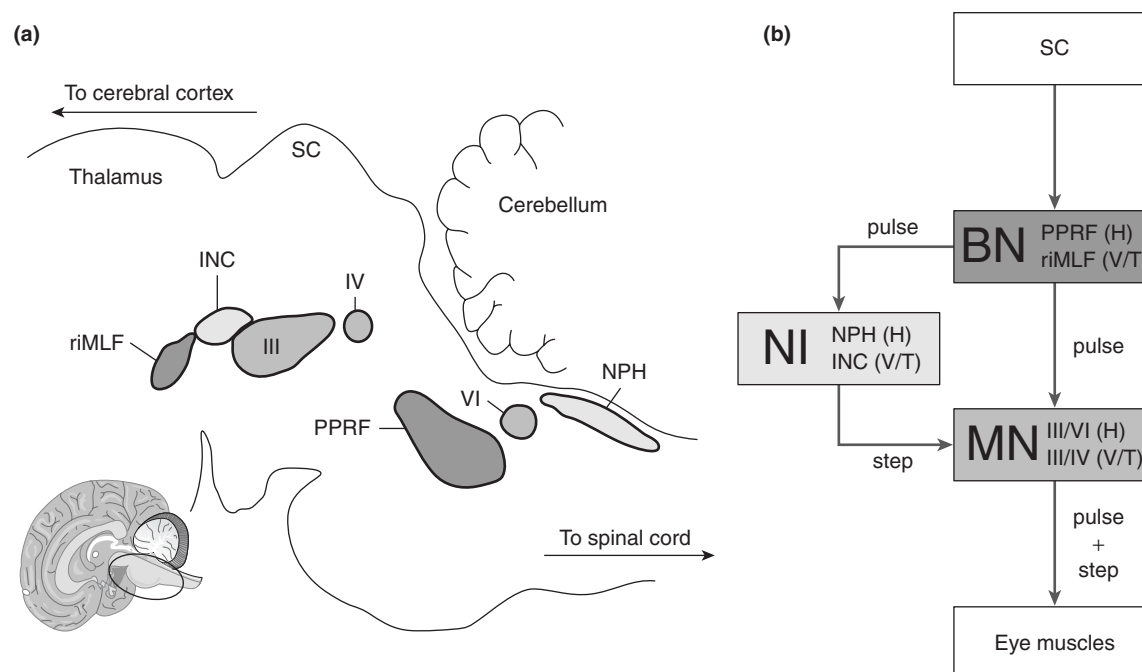 (a)
To cerebral cortex
Thalamus
SC
Cerebellum
INC
IV
riMLF
III
NPH
VI
PPRF
To spinal cord
(b)
SC
pulse
BN
PPRF (H)
riMLF (V/T)
NI
NPH (H)
INC (V/T)
pulse
step
MN
III/VI (H)
III/IV (V/T)
pulse
+
step
Eye muscles